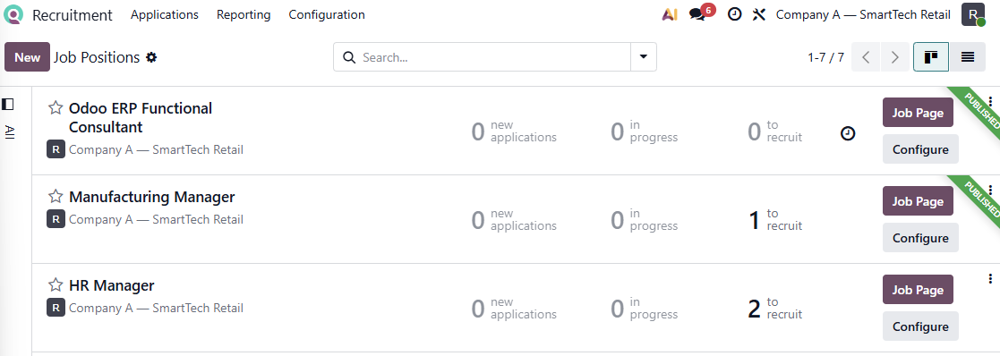 Recruitment Applications Reporting Configuration AI 6 Company A — SmartTech Retail R
New Job Positions Search... 1-7 / 7
All
Odoo ERP Functional
Consultant
R Company A — SmartTech Retail
0 new
applications
0 in
progress
0 to
recruit
Job Page
Configure
PUBLISHED
Manufacturing Manager
R Company A — SmartTech Retail
0 new
applications
0 in
progress
1 to
recruit
Job Page
Configure
PUBLISHED
HR Manager
R Company A — SmartTech Retail
0 new
applications
0 in
progress
2 to
recruit
Job Page
Configure